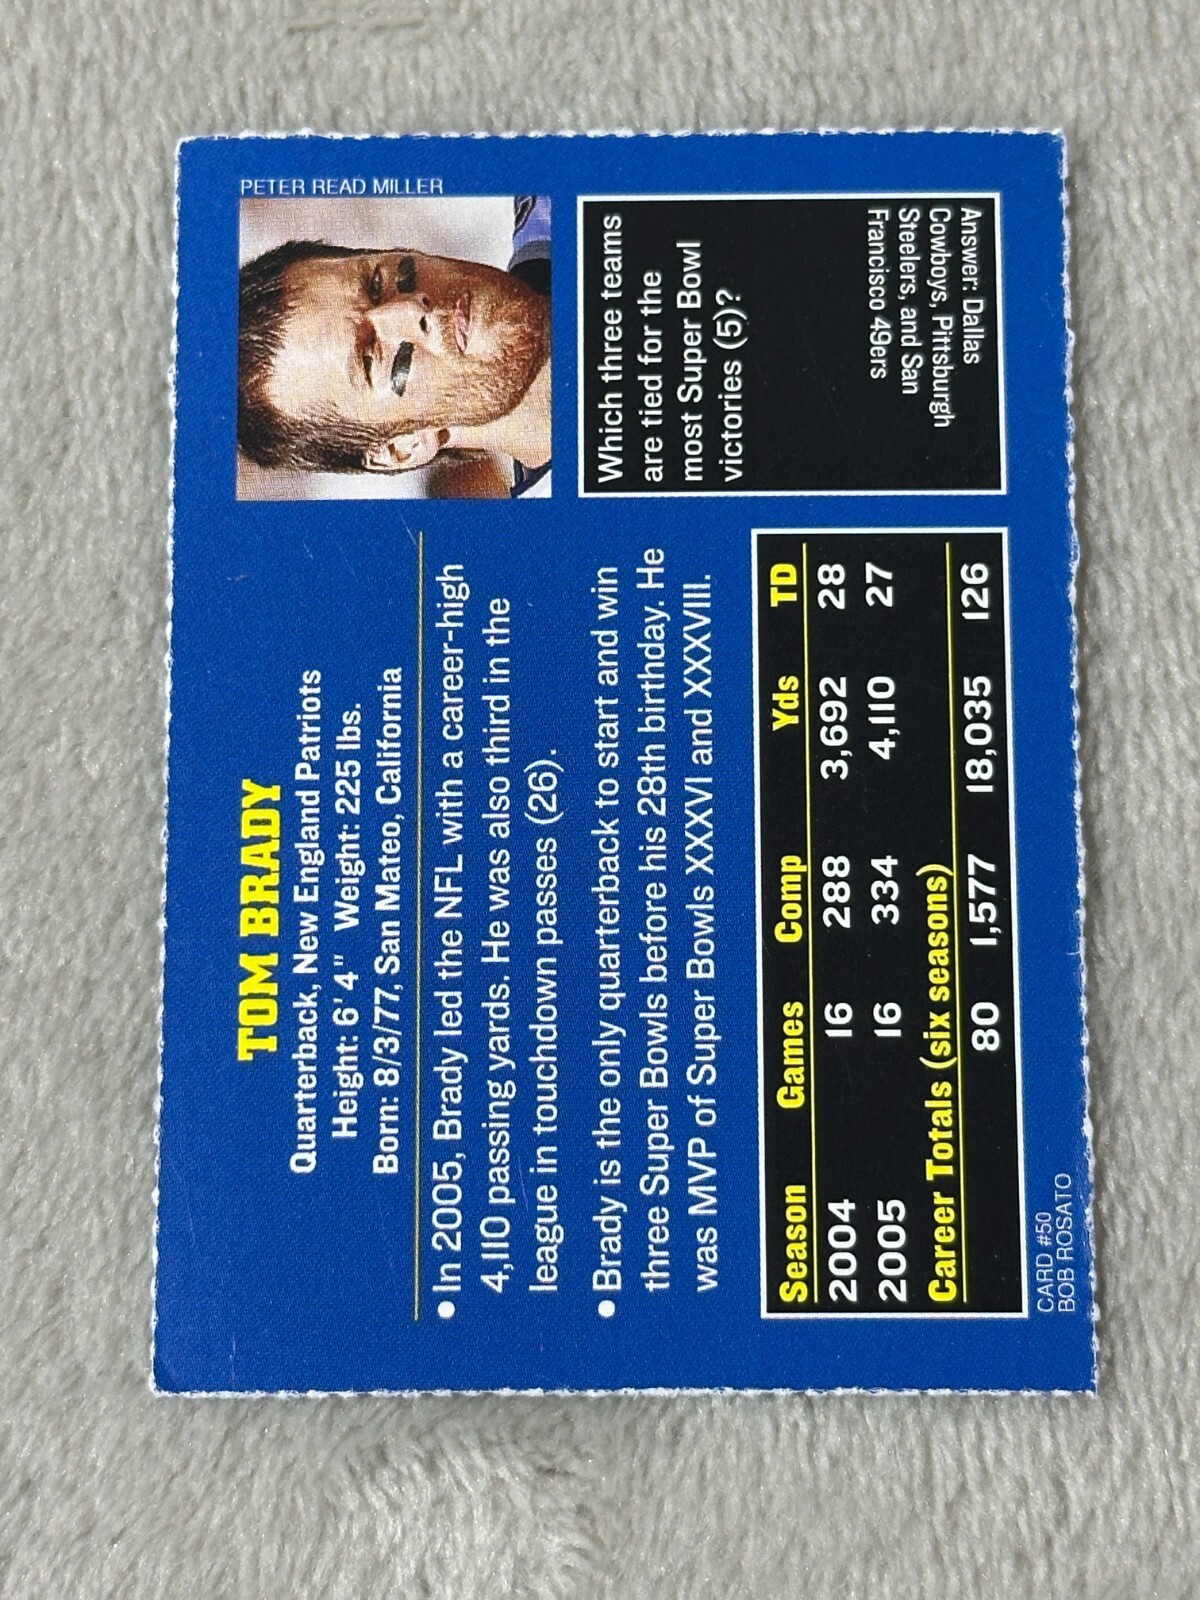 TOM BRADY
Quarterback, New England Patriots
Height: 6'4" Weight: 225 lbs.
Born: 8/3/77, San Mateo, California
PETER READ MILLER
• In 2005, Brady led the NFL with a career-high
4,110 passing yards. He was also third in the
league in touchdown passes (26).
• Brady is the only quarterback to start and win
three Super Bowls before his 28th birthday. He
was MVP of Super Bowls XXXVI and XXXVIII.
Season Games Comp Yds TD
2004 16 288 3,692 28
2005 16 334 4,110 27
Career Totals (six seasons)
80 1,577 18,035 126
Which three teams
are tied for the
most Super Bowl
victories (5)?
Answer: Dallas
Cowboys, Pittsburgh
Steelers, and San
Francisco 49ers
CARD #50
BOB ROSATO